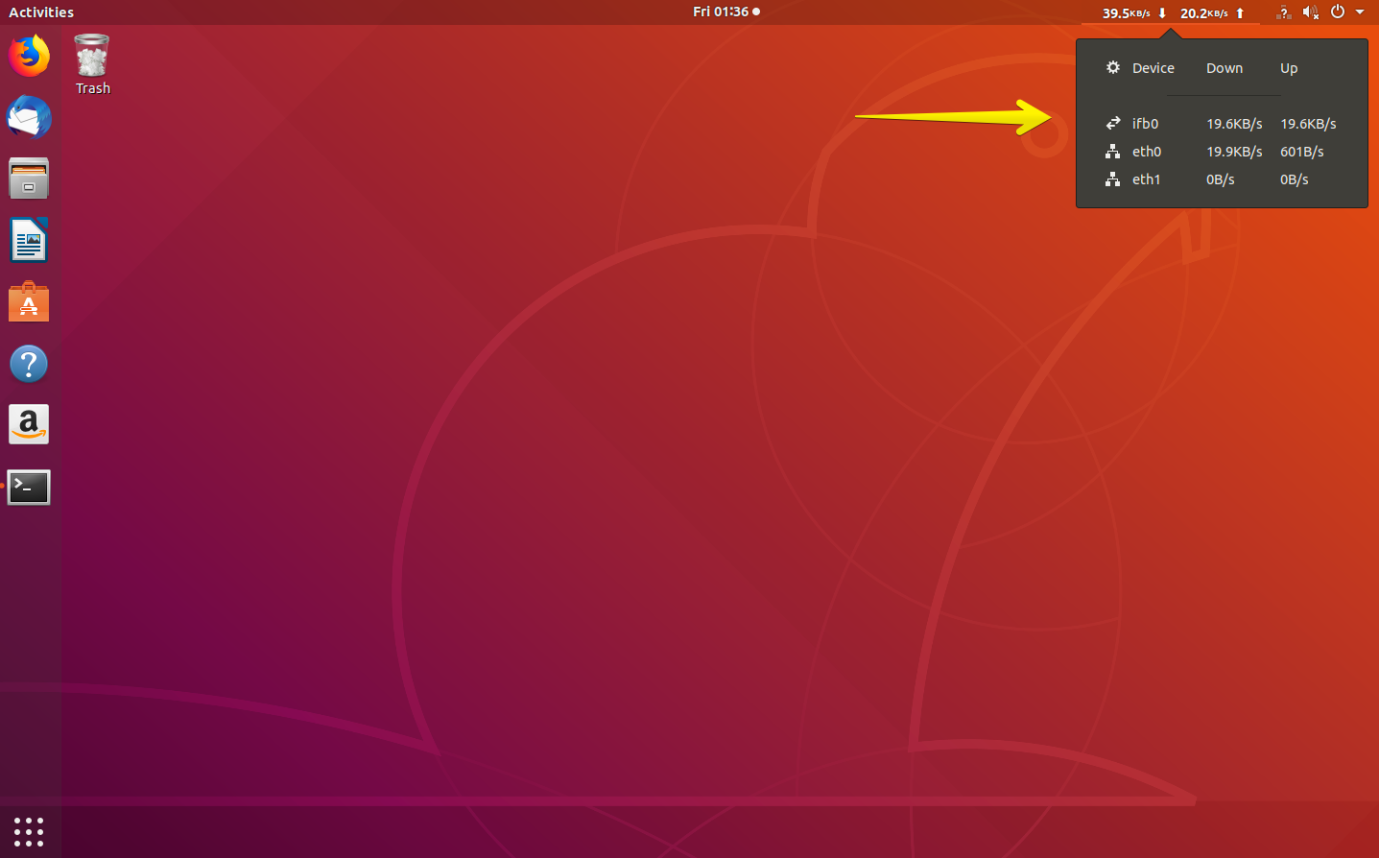 Activities
Fri 01:36
39.5KB/s 20.2KB/s ?
Trash
Device Down Up
ifb0 19.6KB/s 19.6KB/s
eth0 19.9KB/s 601B/s
eth1 0B/s 0B/s
A
?
a
>_